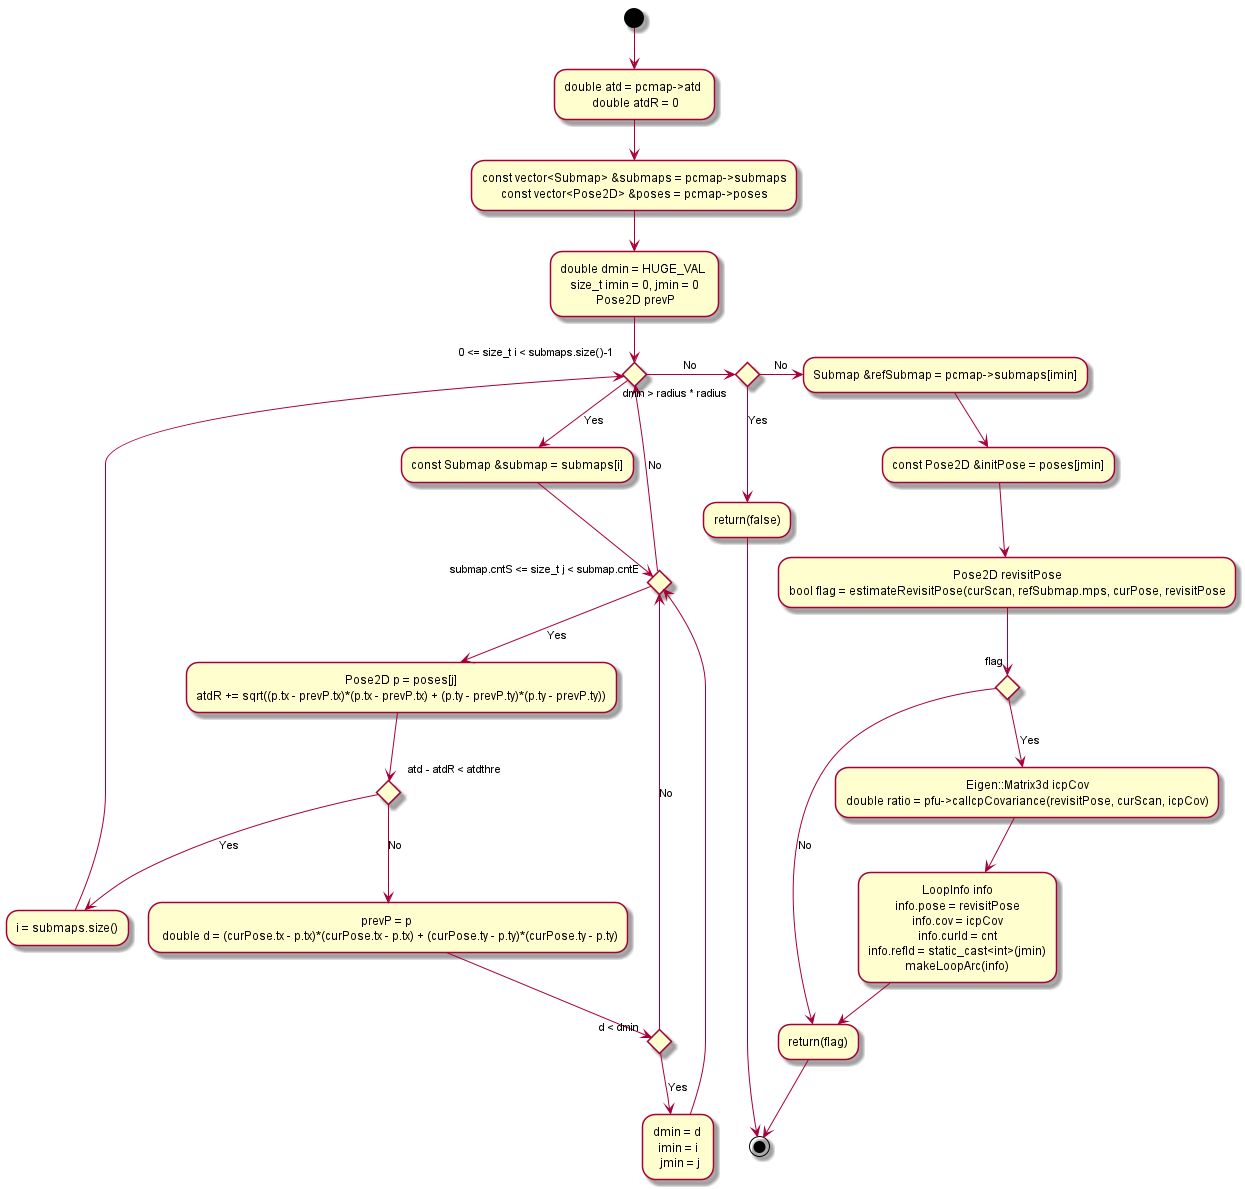 double atd = pcmap->atd
double atdR = 0
const vector<Submap> &submaps = pcmap->submaps
const vector<Pose2D> &poses = pcmap->poses
double dmin = HUGE_VAL
size_t imin = 0, jmin = 0
Pose2D prevP
0 <= size_t i < submaps.size()-1
No
No
dmin > radius * radius
Submap &refSubmap = pcmap->submaps[imin]
Yes
Yes
const Submap &submap = submaps[i]
No
const Pose2D &initPose = poses[jmin]
return(false)
submap.cntS <= size_t j < submap.cntE
Pose2D revisitPose
bool flag = estimateRevisitPose(curScan, refSubmap.mps, curPose, revisitPose
Yes
flag
Pose2D p = poses[j]
atdR += sqrt((p.tx - prevP.tx)*(p.tx - prevP.tx) + (p.ty - prevP.ty)*(p.ty - prevP.ty))
Yes
atd - atdR < atdthre
No
Eigen::Matrix3d icpCov
double ratio = pfu->calIcpCovariance(revisitPose, curScan, icpCov)
Yes
No
No
i = submaps.size()
prevP = p
double d = (curPose.tx - p.tx)*(curPose.tx - p.tx) + (curPose.ty - p.ty)*(curPose.ty - p.ty)
LoopInfo info
info.pose = revisitPose
info.cov = icpCov
info.curId = cnt
info.refId = static_cast<int>(jmin)
makeLoopArc(info)
d < dmin
return(flag)
Yes
dmin = d
imin = i
jmin = j